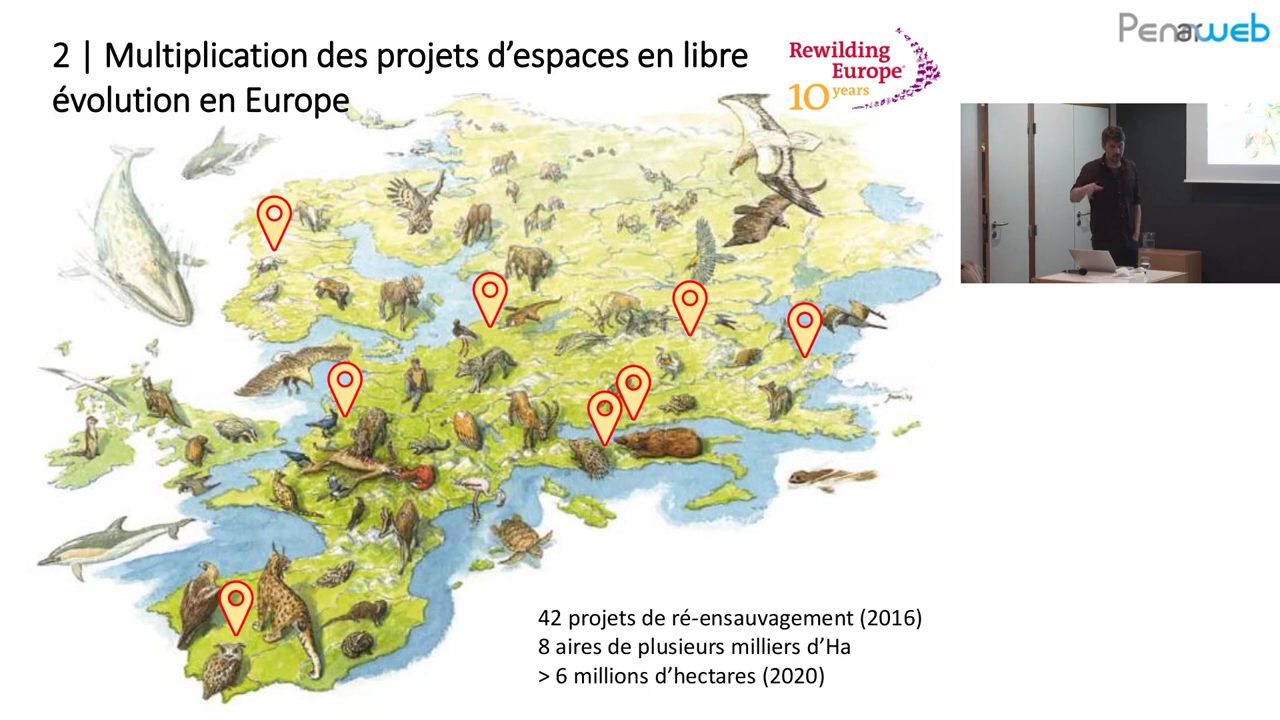 2 | Multiplication des projets d’espaces en libre
évolution en Europe
Rewilding
Europe
10 years
Penarweb
42 projets de ré-ensauvagement (2016)
8 aires de plusieurs milliers d’Ha
> 6 millions d’hectares (2020)